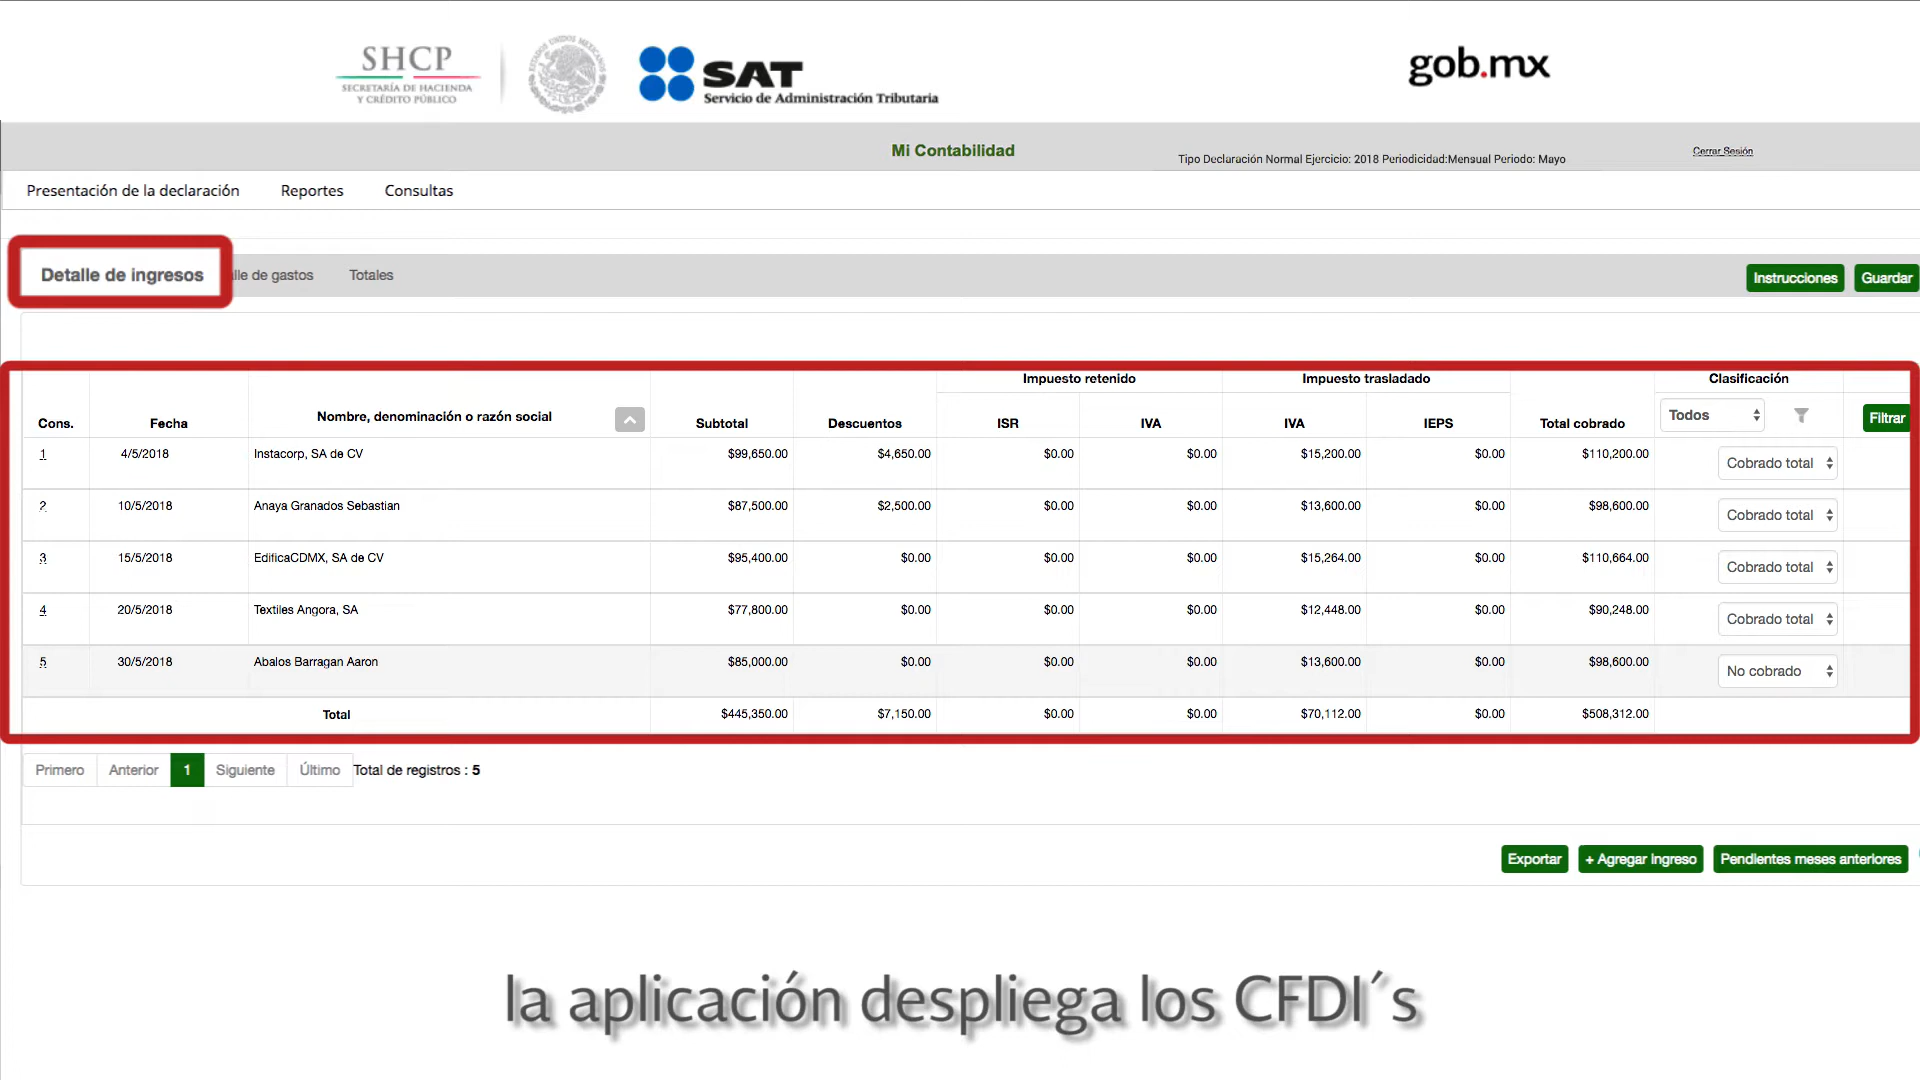 SHCP
SECRETARÍA DE HACIENDA
Y CRÉDITO PÚBLICO
ESTADOS UNIDOS MEXICANOS
SAT
Servicio de Administración Tributaria
gob.mx
Mi Contabilidad
Tipo Declaración Normal Ejercicio: 2018 Periodicidad:Mensual Periodo: Mayo
Cerrar Sesión
Presentación de la declaración Reportes Consultas
Detalle de ingresos lle de gastos Totales Instrucciones Guardar
Impuesto retenido Impuesto trasladado Clasificación
Cons. Fecha Nombre, denominación o razón social Subtotal Descuentos ISR IVA IVA IEPS Total cobrado Todos Filtrar
1 4/5/2018 Instacorp, SA de CV $99,650.00 $4,650.00 $0.00 $0.00 $15,200.00 $0.00 $110,200.00 Cobrado total
2 10/5/2018 Anaya Granados Sebastian $87,500.00 $2,500.00 $0.00 $0.00 $13,600.00 $0.00 $98,600.00 Cobrado total
3 15/5/2018 EdificaCDMX, SA de CV $95,400.00 $0.00 $0.00 $0.00 $15,264.00 $0.00 $110,664.00 Cobrado total
4 20/5/2018 Textiles Angora, SA $77,800.00 $0.00 $0.00 $0.00 $12,448.00 $0.00 $90,248.00 Cobrado total
5 30/5/2018 Abalos Barragan Aaron $85,000.00 $0.00 $0.00 $0.00 $13,600.00 $0.00 $98,600.00 No cobrado
Total $445,350.00 $7,150.00 $0.00 $0.00 $70,112.00 $0.00 $508,312.00
Primero Anterior 1 Siguiente Último Total de registros : 5
Exportar + Agregar ingreso Pendientes meses anteriores
la aplicación despliega los CFDI´s